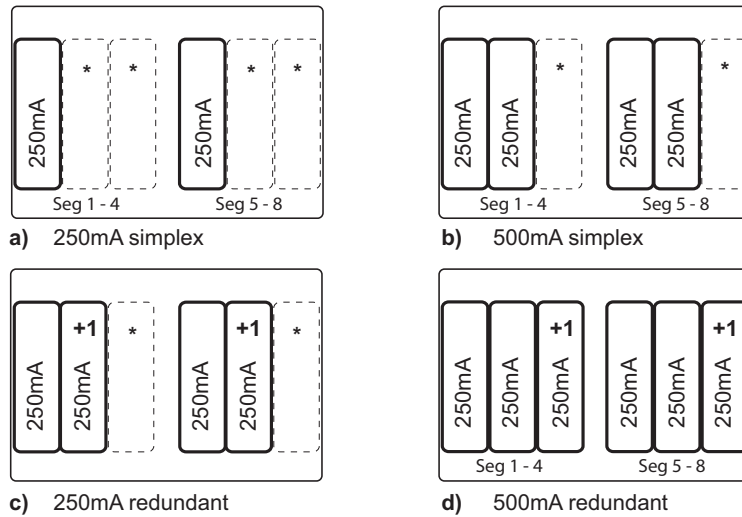 250mA * * 250mA * *
Seg 1 - 4 Seg 5 - 8
a) 250mA simplex
250mA 250mA * 250mA 250mA *
Seg 1 - 4 Seg 5 - 8
b) 500mA simplex
+1 * +1 *
250mA 250mA 250mA 250mA
c) 250mA redundant
+1 +1
250mA 250mA 250mA 250mA 250mA 250mA
Seg 1 - 4 Seg 5 - 8
d) 500mA redundant